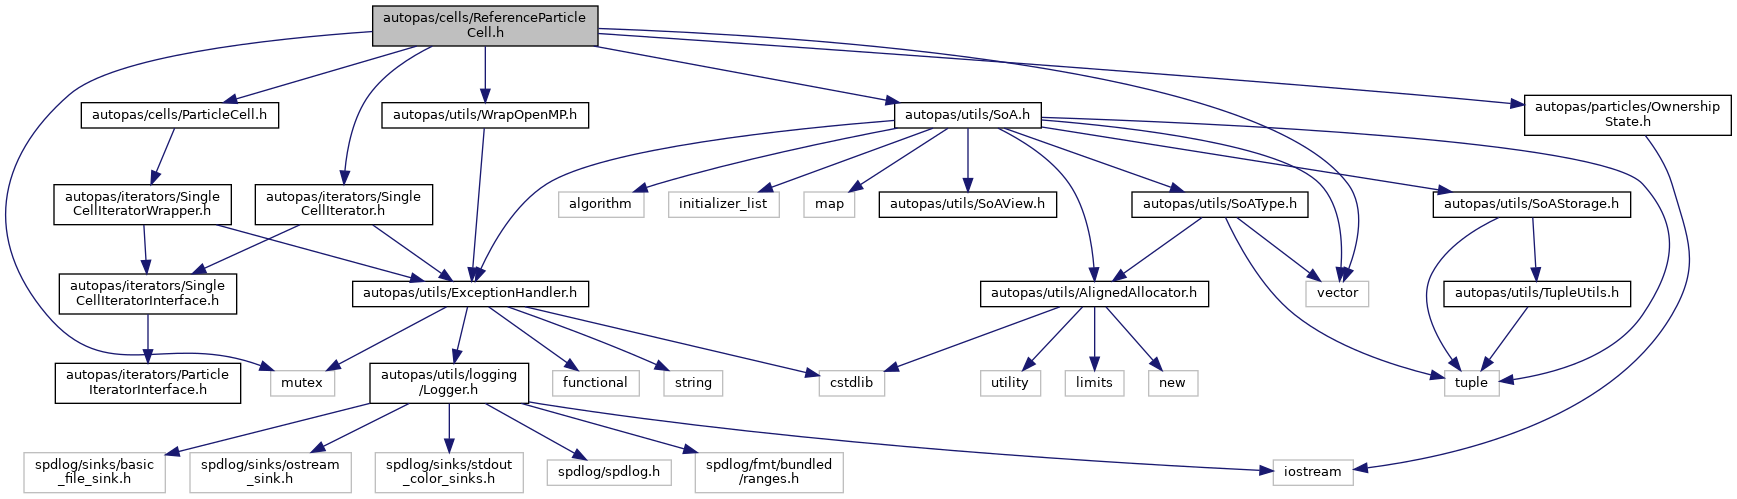 autopas/cells/ReferenceParticle
Cell.h
autopas/cells/ParticleCell.h
autopas/utils/WrapOpenMP.h
autopas/utils/SoA.h
autopas/particles/Ownership
State.h
autopas/iterators/Single
CellIteratorWrapper.h
autopas/iterators/Single
CellIterator.h
algorithm
initializer_list
map
autopas/utils/SoAView.h
autopas/utils/SoAType.h
autopas/utils/SoAStorage.h
autopas/iterators/Single
CellIteratorInterface.h
autopas/utils/ExceptionHandler.h
autopas/utils/AlignedAllocator.h
vector
autopas/utils/TupleUtils.h
autopas/iterators/Particle
IteratorInterface.h
mutex
autopas/utils/logging
/Logger.h
functional
string
cstdlib
utility
limits
new
tuple
spdlog/sinks/basic
_file_sink.h
spdlog/sinks/ostream
_sink.h
spdlog/sinks/stdout
_color_sinks.h
spdlog/spdlog.h
spdlog/fmt/bundled
/ranges.h
iostream